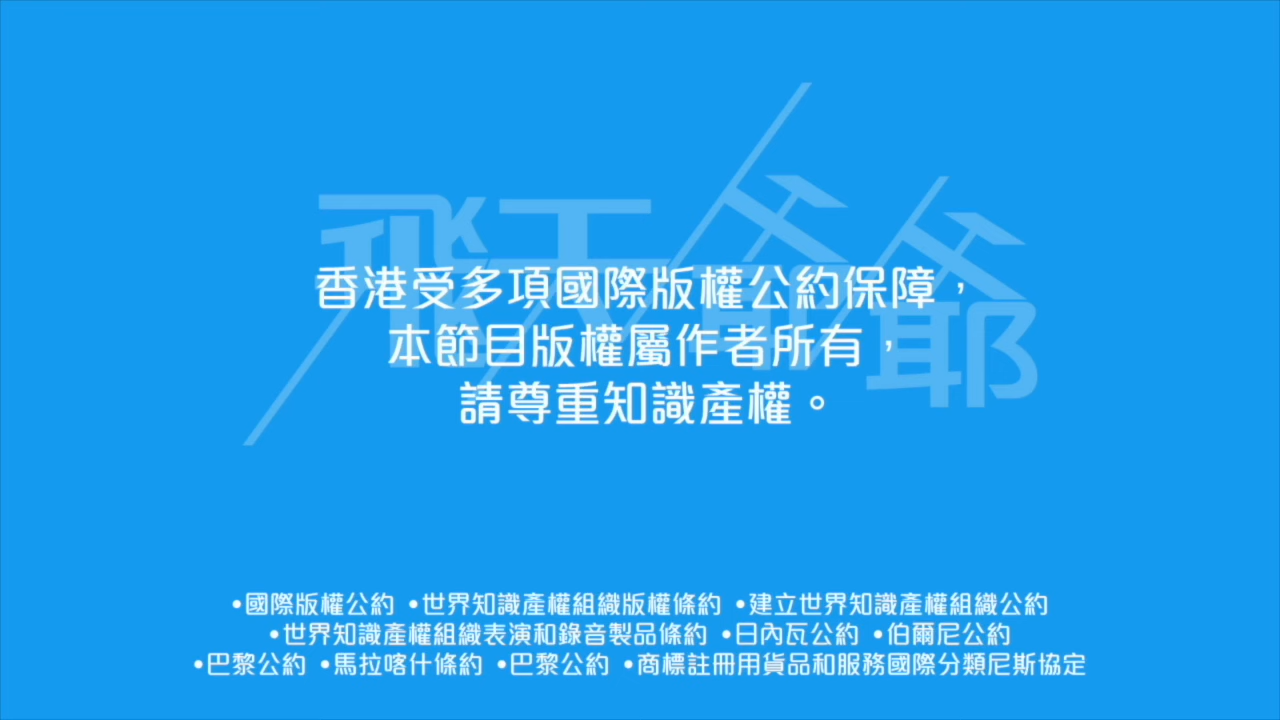 飛天爺爺
香港受多項國際版權公約保障，
本節目版權屬作者所有，
請尊重知識產權。
•國際版權公約 •世界知識產權組織版權條約 •建立世界知識產權組織公約
•世界知識產權組織表演和錄音製品條約 •日內瓦公約 •伯爾尼公約
•巴黎公約 •馬拉喀什條約 •巴黎公約 •商標註冊用貨品和服務國際分類尼斯協定